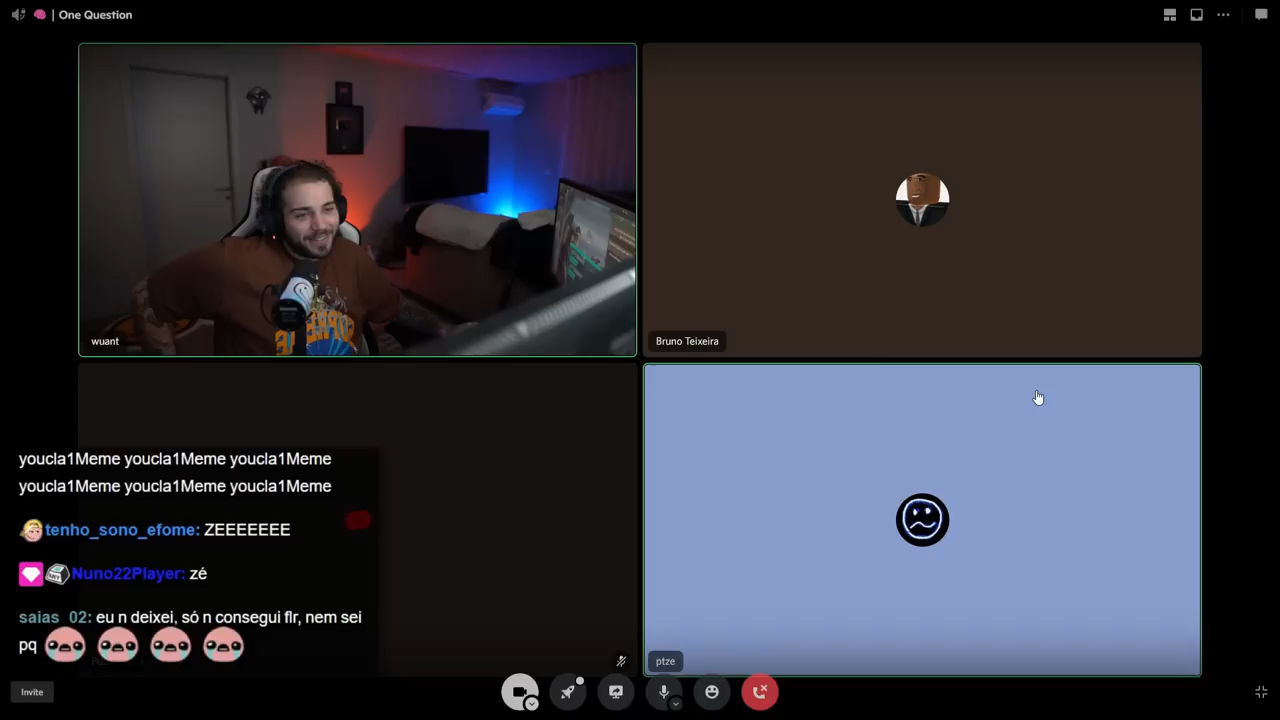 | One Question
wuant
Bruno Teixeira
youcla1Meme youcla1Meme youcla1Meme
youcla1Meme youcla1Meme youcla1Meme
tenho_sono_efome: ZEEEEEEE
Nuno22Player: zé
saias_02: eu n deixei, só n consegui flr, nem sei
pq
ptze
Invite